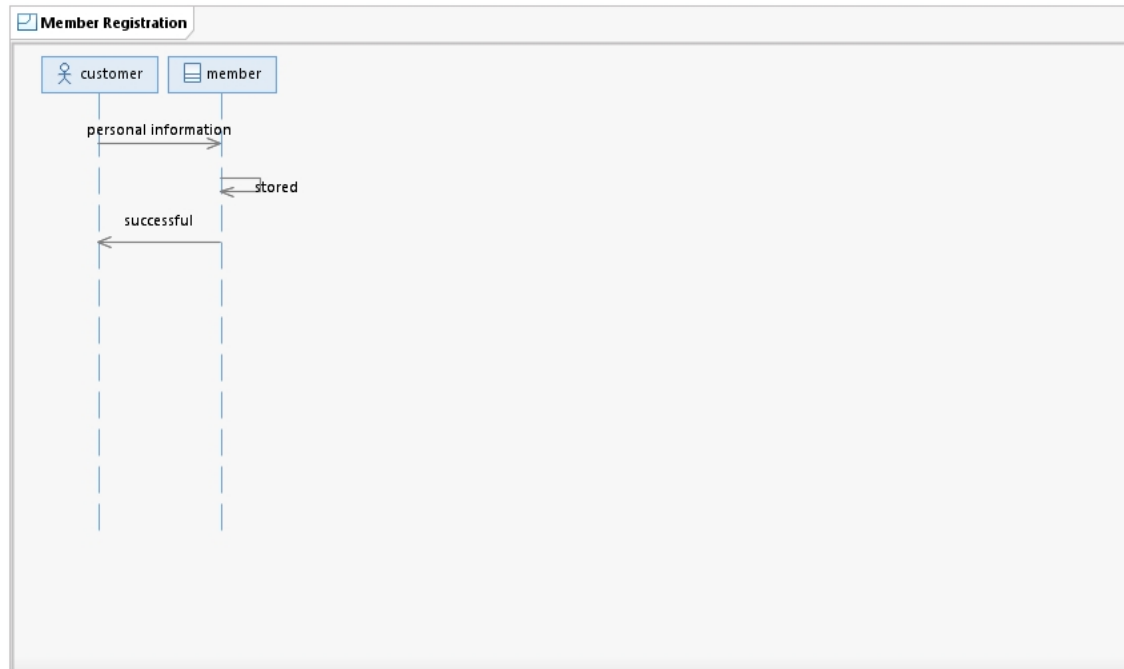 Member Registration
customer
member
personal information
stored
successful